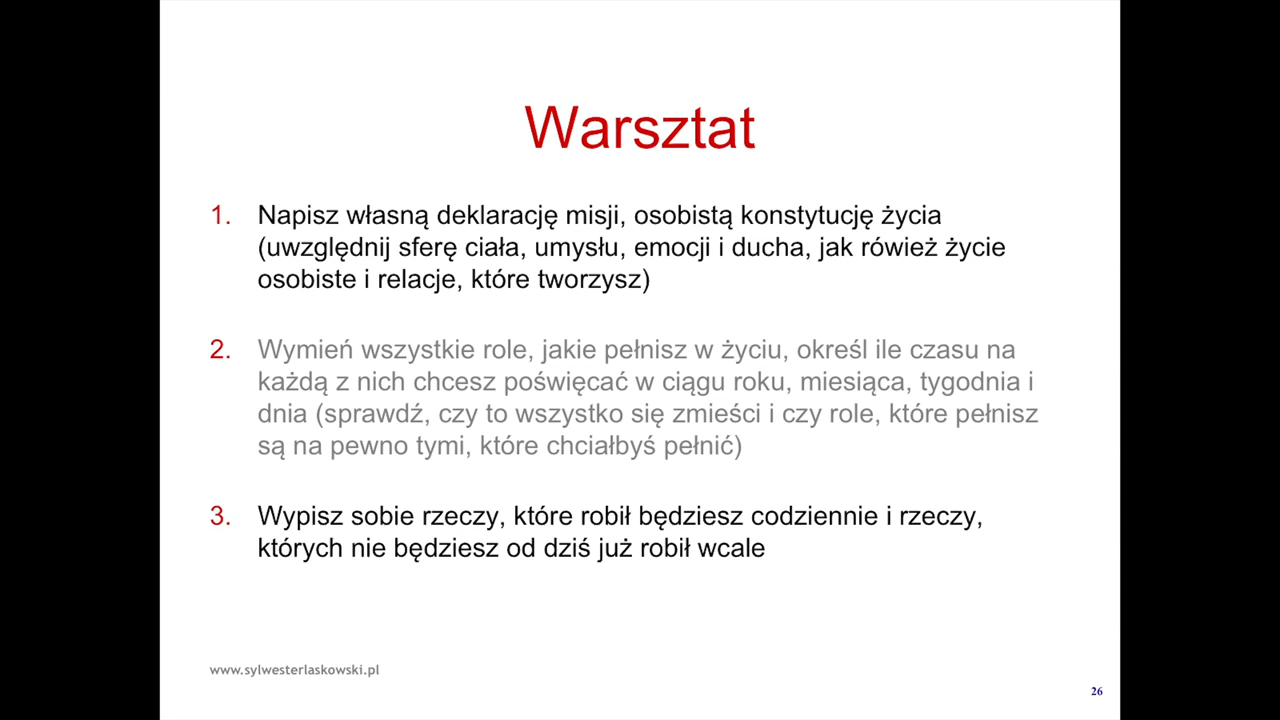 Warsztat
1. Napisz własną deklarację misji, osobistą konstytucję życia
(uwzględnij sferę ciała, umysłu, emocji i ducha, jak rówież życie
osobiste i relacje, które tworzysz)
2. Wymień wszystkie role, jakie pełnisz w życiu, określ ile czasu na
każdą z nich chcesz poświęcać w ciągu roku, miesiąca, tygodnia i
dnia (sprawdź, czy to wszystko się zmieści i czy role, które pełnisz
są na pewno tymi, które chciałbyś pełnić)
3. Wypisz sobie rzeczy, które robił będziesz codziennie i rzeczy,
których nie będziesz od dziś już robił wcale
www.sylwesterlaskowski.pl
26